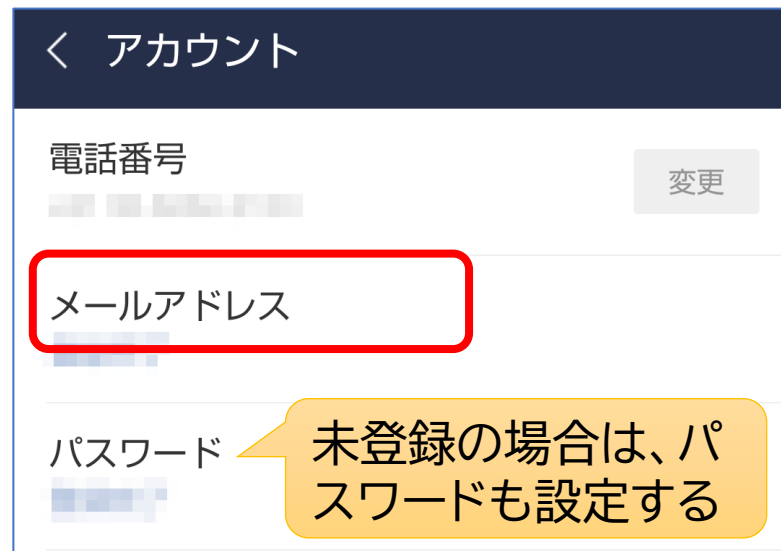 < アカウント
電話番号
変更
メールアドレス
パスワード
未登録の場合は、パ
スワードも設定する